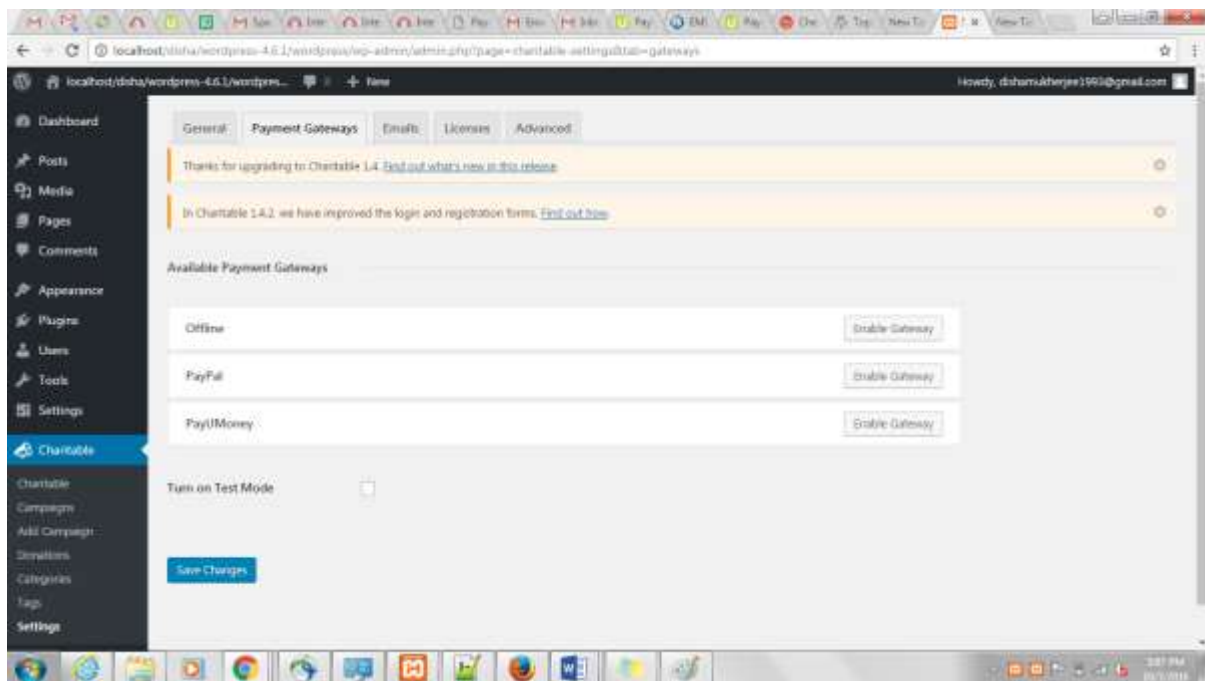 localhost/disha/wordpress-4.6.1/wordpress/wp-admin/admin.php?page=charitable-settings&tab=gateways
localhost/disha/wordpress-4.6.1/wordpres... New
Howdy, dishamukherjee1993@gmail.com
Dashboard
Posts
Media
Pages
Comments
Appearance
Plugins
Users
Tools
Settings
Charitable
Charitable
Campaigns
Add Campaign
Donations
Categories
Tags
Settings
General Payment Gateways Emails Licenses Advanced
Thanks for upgrading to Charitable 1.4. Find out what's new in this release.
In Charitable 1.4.2, we have improved the login and registration forms. Find out how.
Available Payment Gateways
Offline Enable Gateway
PayPal Enable Gateway
PayUMoney Enable Gateway
Turn on Test Mode
Save Changes